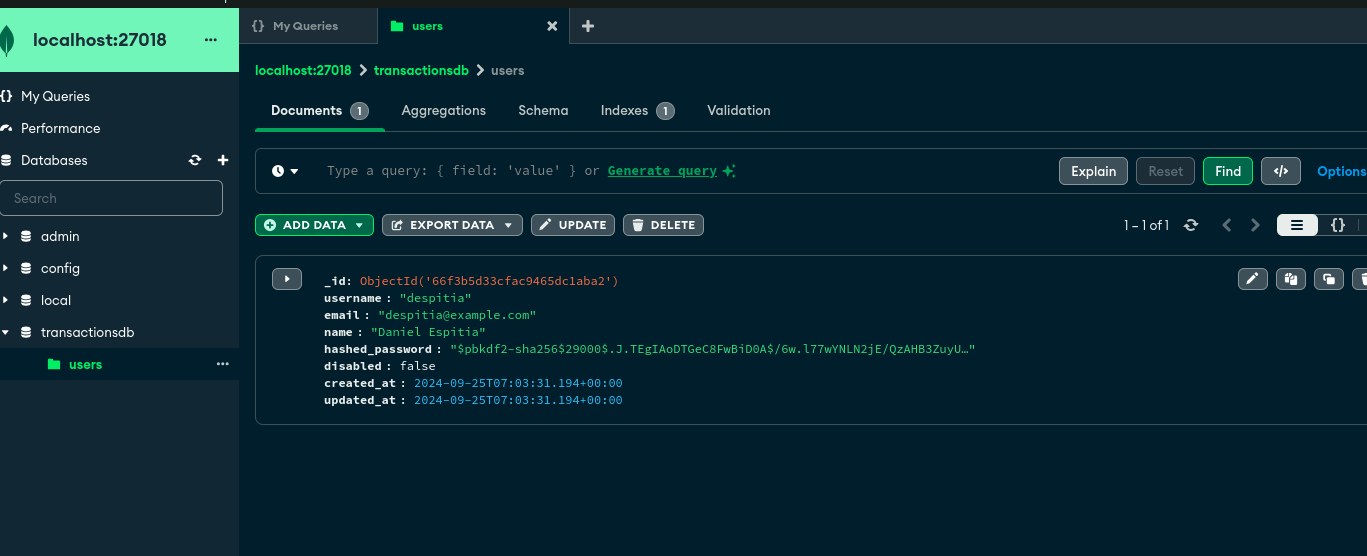 localhost:27018 ...
{} My Queries
Performance
Databases
Search
admin
config
local
transactionsdb
users ...
{} My Queries users
localhost:27018 > transactionsdb > users
Documents 1 Aggregations Schema Indexes 1 Validation
Type a query: { field: 'value' } or Generate query Explain Reset Find </> Options
ADD DATA EXPORT DATA UPDATE DELETE 1 – 1 of 1 {}
_id: ObjectId('66f3b5d33cfac9465dc1aba2')
username : "despitia"
email : "despitia@example.com"
name : "Daniel Espitia"
hashed_password : "$pbkdf2-sha256$29000$.J.TEgIAoDTGeC8FwBiD0A$/6w.l77wYNLN2jE/QzAHB3ZuyU…"
disabled : false
created_at : 2024-09-25T07:03:31.194+00:00
updated_at : 2024-09-25T07:03:31.194+00:00